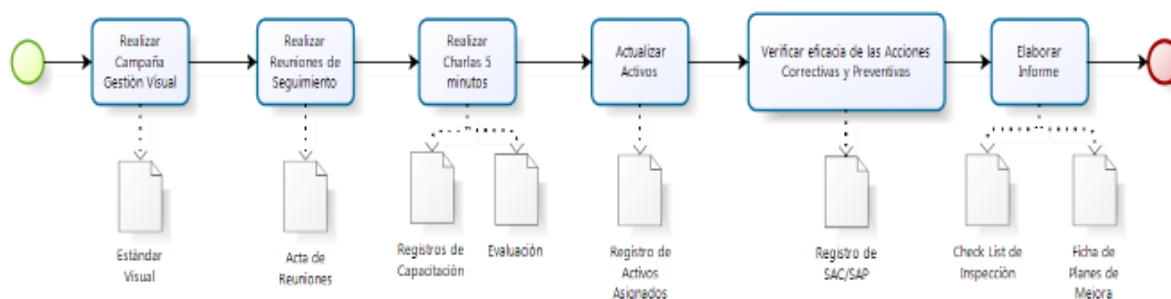 Realizar
Campaña
Gestión Visual
Realizar
Reuniones de
Seguimiento
Realizar
Charlas 5
minutos
Actualizar
Activos
Verificar eficacia de las Acciones
Correctivas y Preventivas
Elaborar
Informe
Estándar
Visual
Acta de
Reuniones
Registros de
Capacitación
Evaluación
Registro de
Activos
Asignados
Registro de
SAC/SAP
Check List de
Inspección
Ficha de
Planes de
Mejora